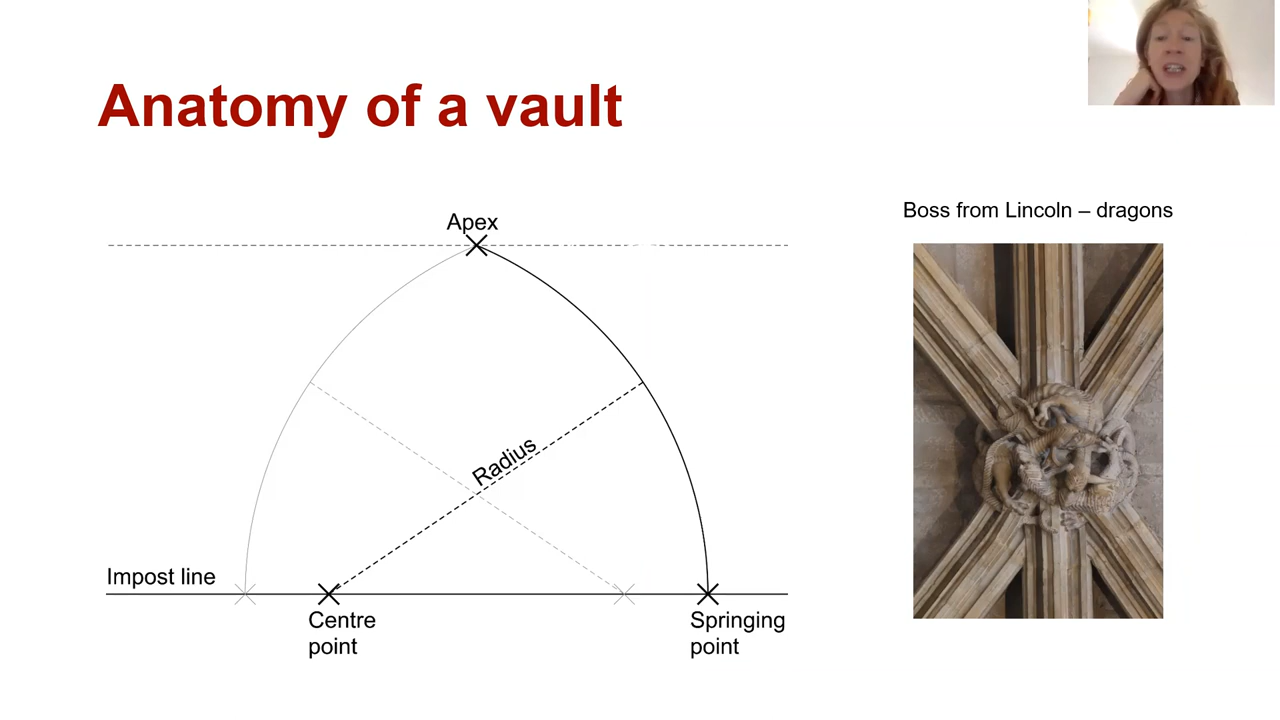 Anatomy of a vault
Boss from Lincoln – dragons
Apex
Radius
Impost line
Centre
point
Springing
point